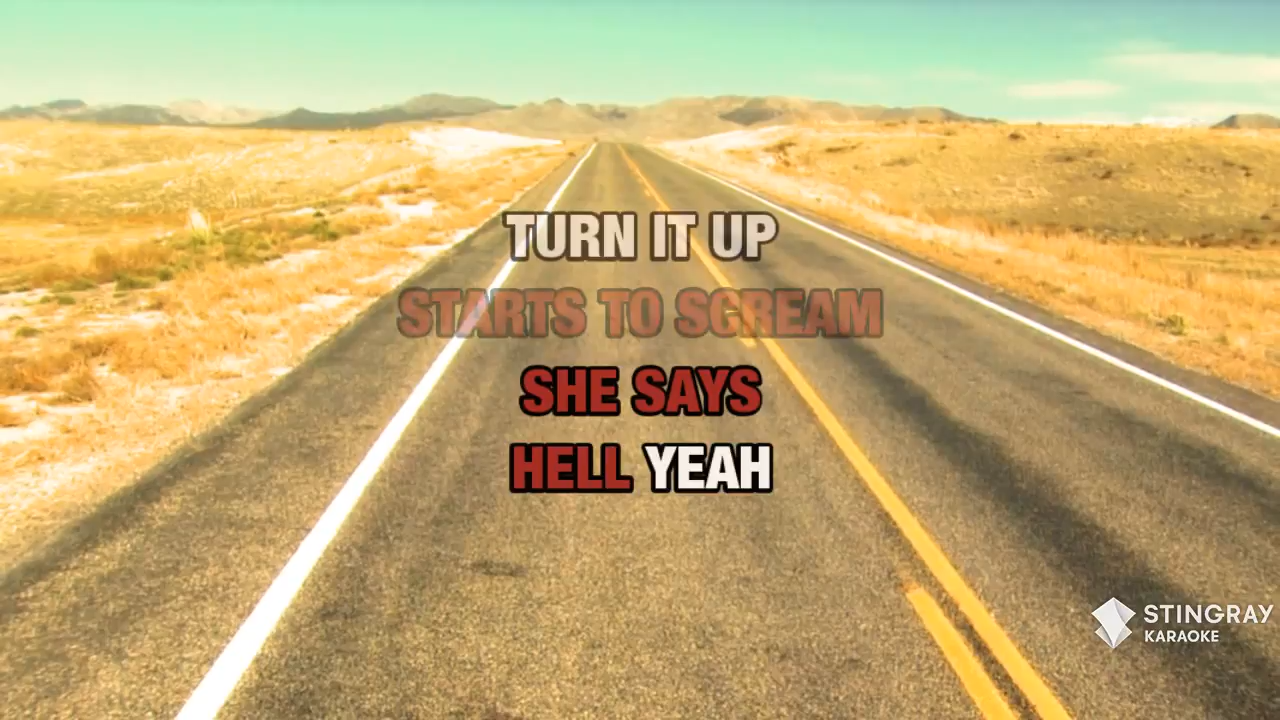 TURN IT UP
STARTS TO SCREAM
SHE SAYS
HELL YEAH
STINGRAY
KARAOKE